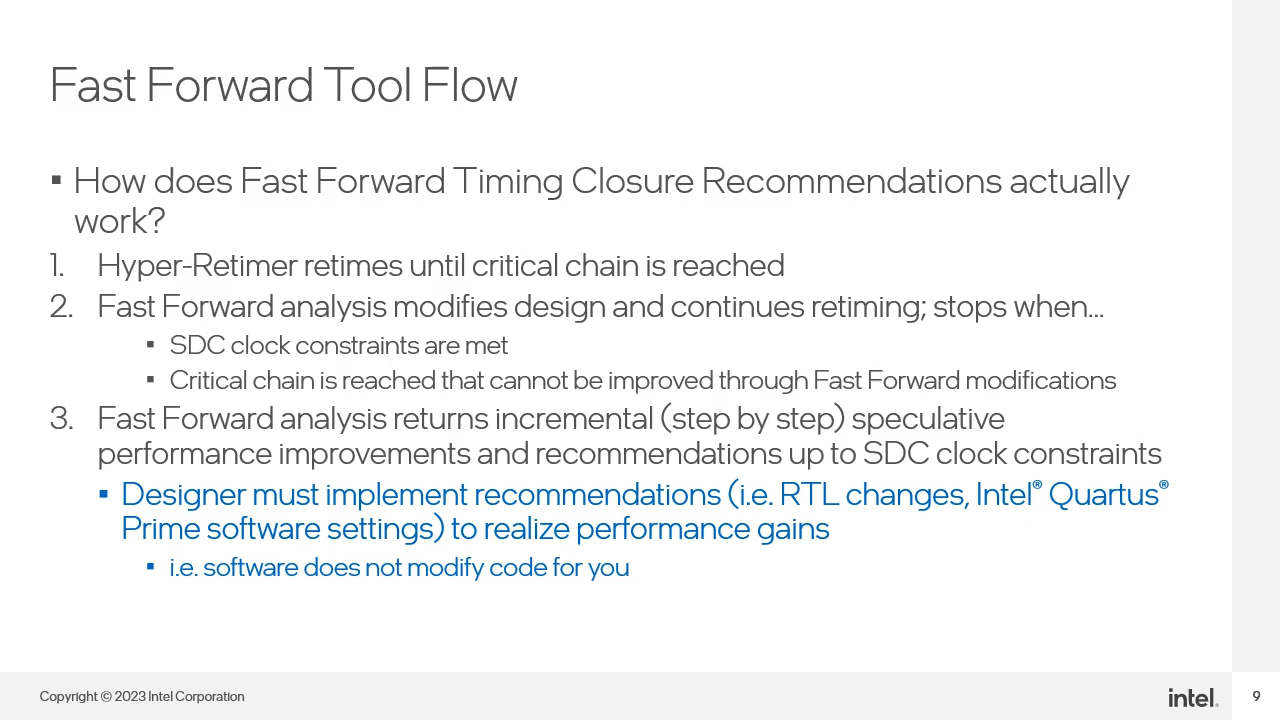 Fast Forward Tool Flow
▪ How does Fast Forward Timing Closure Recommendations actually
work?
1. Hyper-Retimer retimes until critical chain is reached
2. Fast Forward analysis modifies design and continues retiming; stops when…
▪ SDC clock constraints are met
▪ Critical chain is reached that cannot be improved through Fast Forward modifications
3. Fast Forward analysis returns incremental (step by step) speculative
performance improvements and recommendations up to SDC clock constraints
▪ Designer must implement recommendations (i.e. RTL changes, Intel® Quartus®
Prime software settings) to realize performance gains
▪ i.e. software does not modify code for you
Copyright © 2023 Intel Corporation
intel.
9